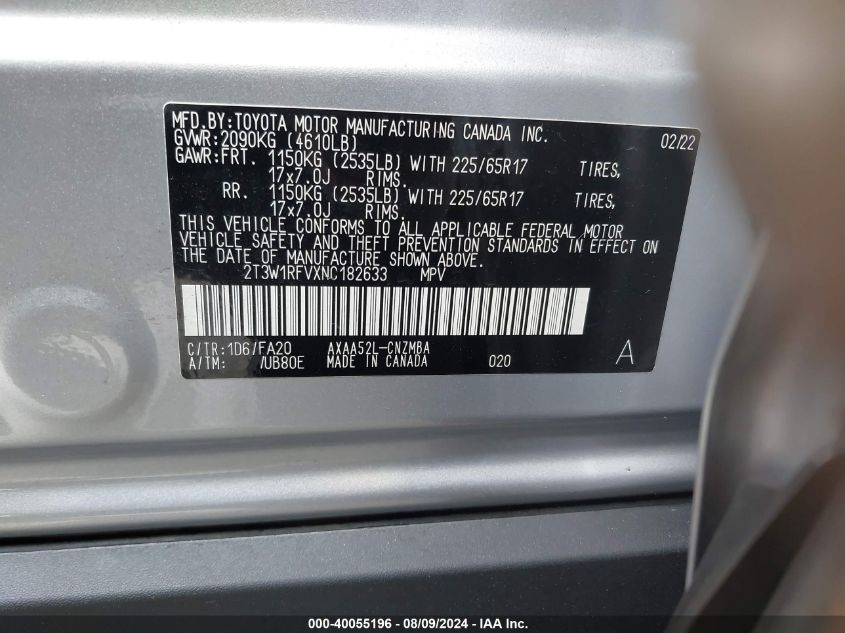 MFD.BY:TOYOTA MOTOR MANUFACTURING CANADA INC. 02/22
GVWR:2090KG (4610LB)
GAWR:FRT. 1150KG (2535LB) WITH 225/65R17 TIRES,
17x7.0J RIMS.
RR. 1150KG (2535LB) WITH 225/65R17 TIRES,
17x7.0J RIMS.
THIS VEHICLE CONFORMS TO ALL APPLICABLE FEDERAL MOTOR
VEHICLE SAFETY AND THEFT PREVENTION STANDARDS IN EFFECT ON
THE DATE OF MANUFACTURE SHOWN ABOVE.
2T3W1RFVXNC182633 MPV
C/TR:1D6/FA20 AXAA52L-CNZMBA
A/TM: /UB80E MADE IN CANADA 020 A
000-40055196 - 08/09/2024 - IAA Inc.